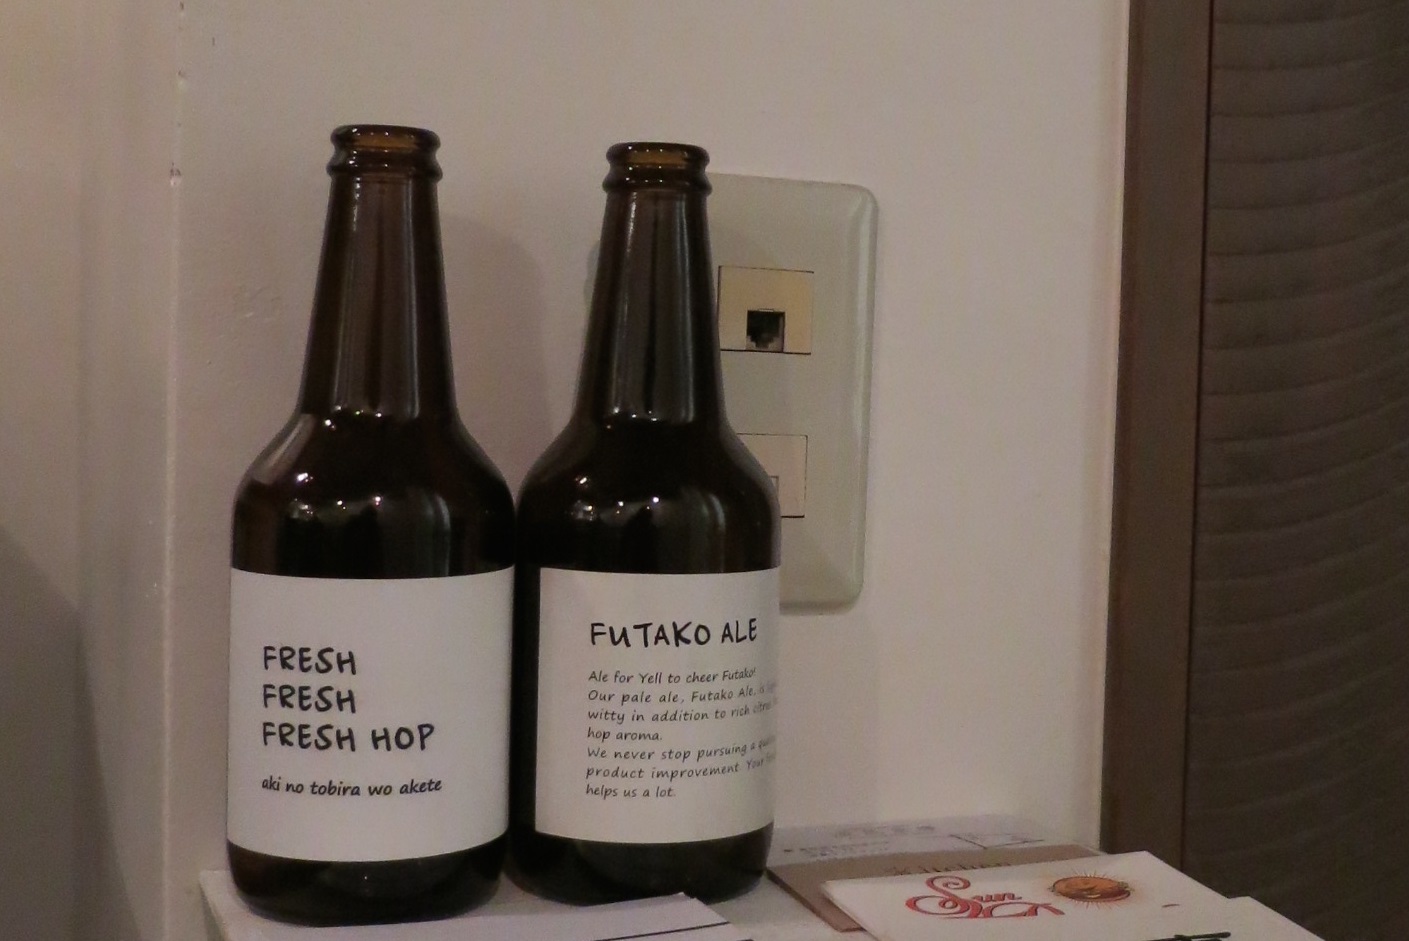 FRESH
FRESH
FRESH HOP
aki no tobira wo akete
FUTAKO ALE
Ale for Yell to cheer Futako!
Our pale ale, Futako Ale, is
witty in addition to rich citrus
hop aroma.
We never stop pursuing a
product improvement. Your
helps us a lot.
Sun